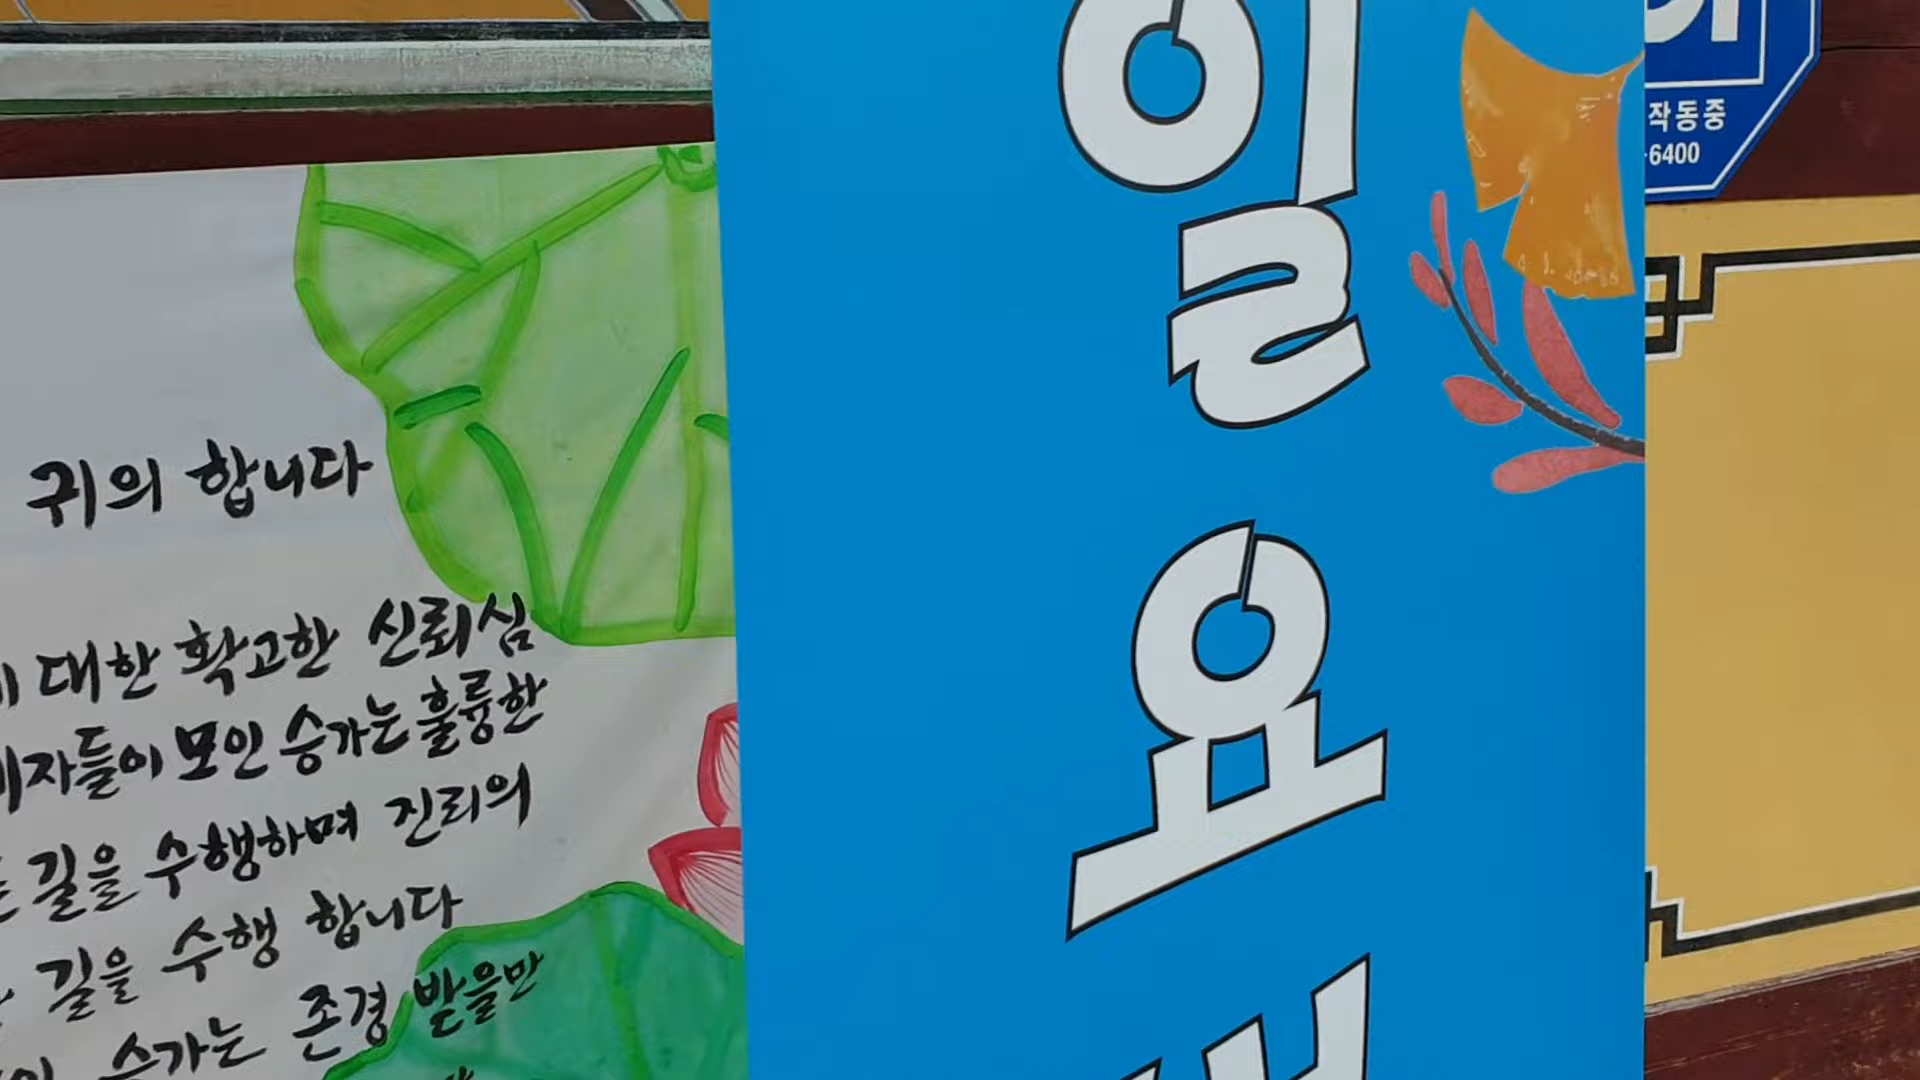 귀의 합니다
대한 확고한 신뢰심
자들이 모인 승가는 훌륭한
길을 수행하며 진리의
길을 수행 합니다
승가는 존경 받을만
일
요
작동중
-6400